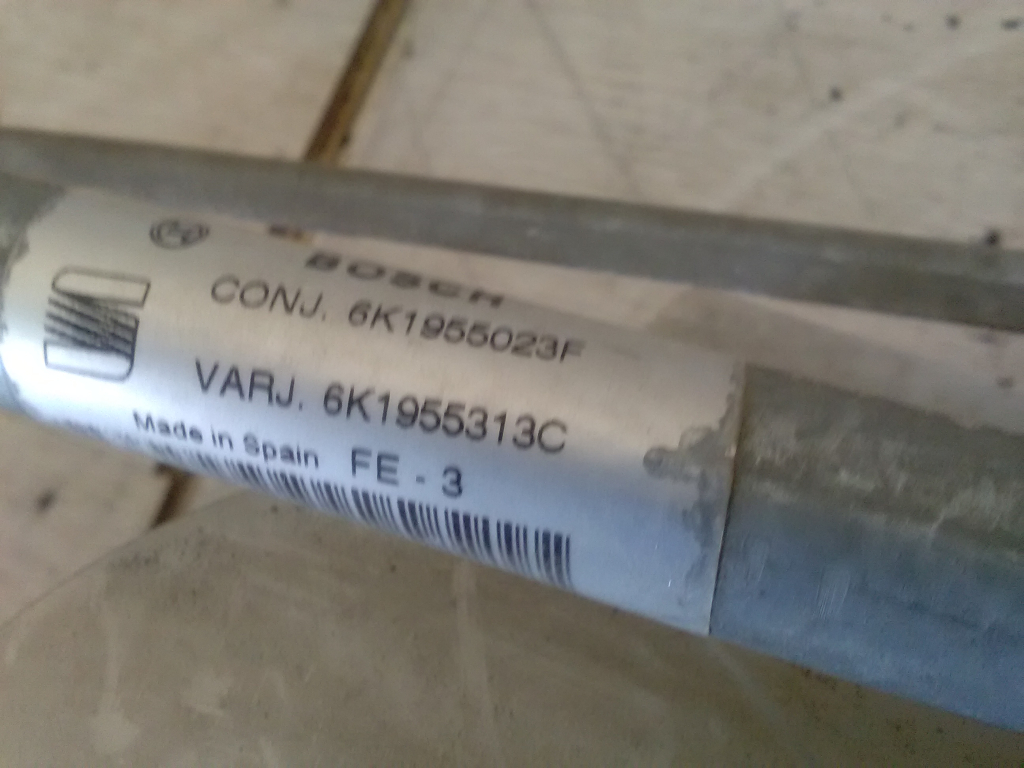 BOSCH
CONJ. 6K1955023F
VARJ. 6K1955313C
Made in Spain FE - 3